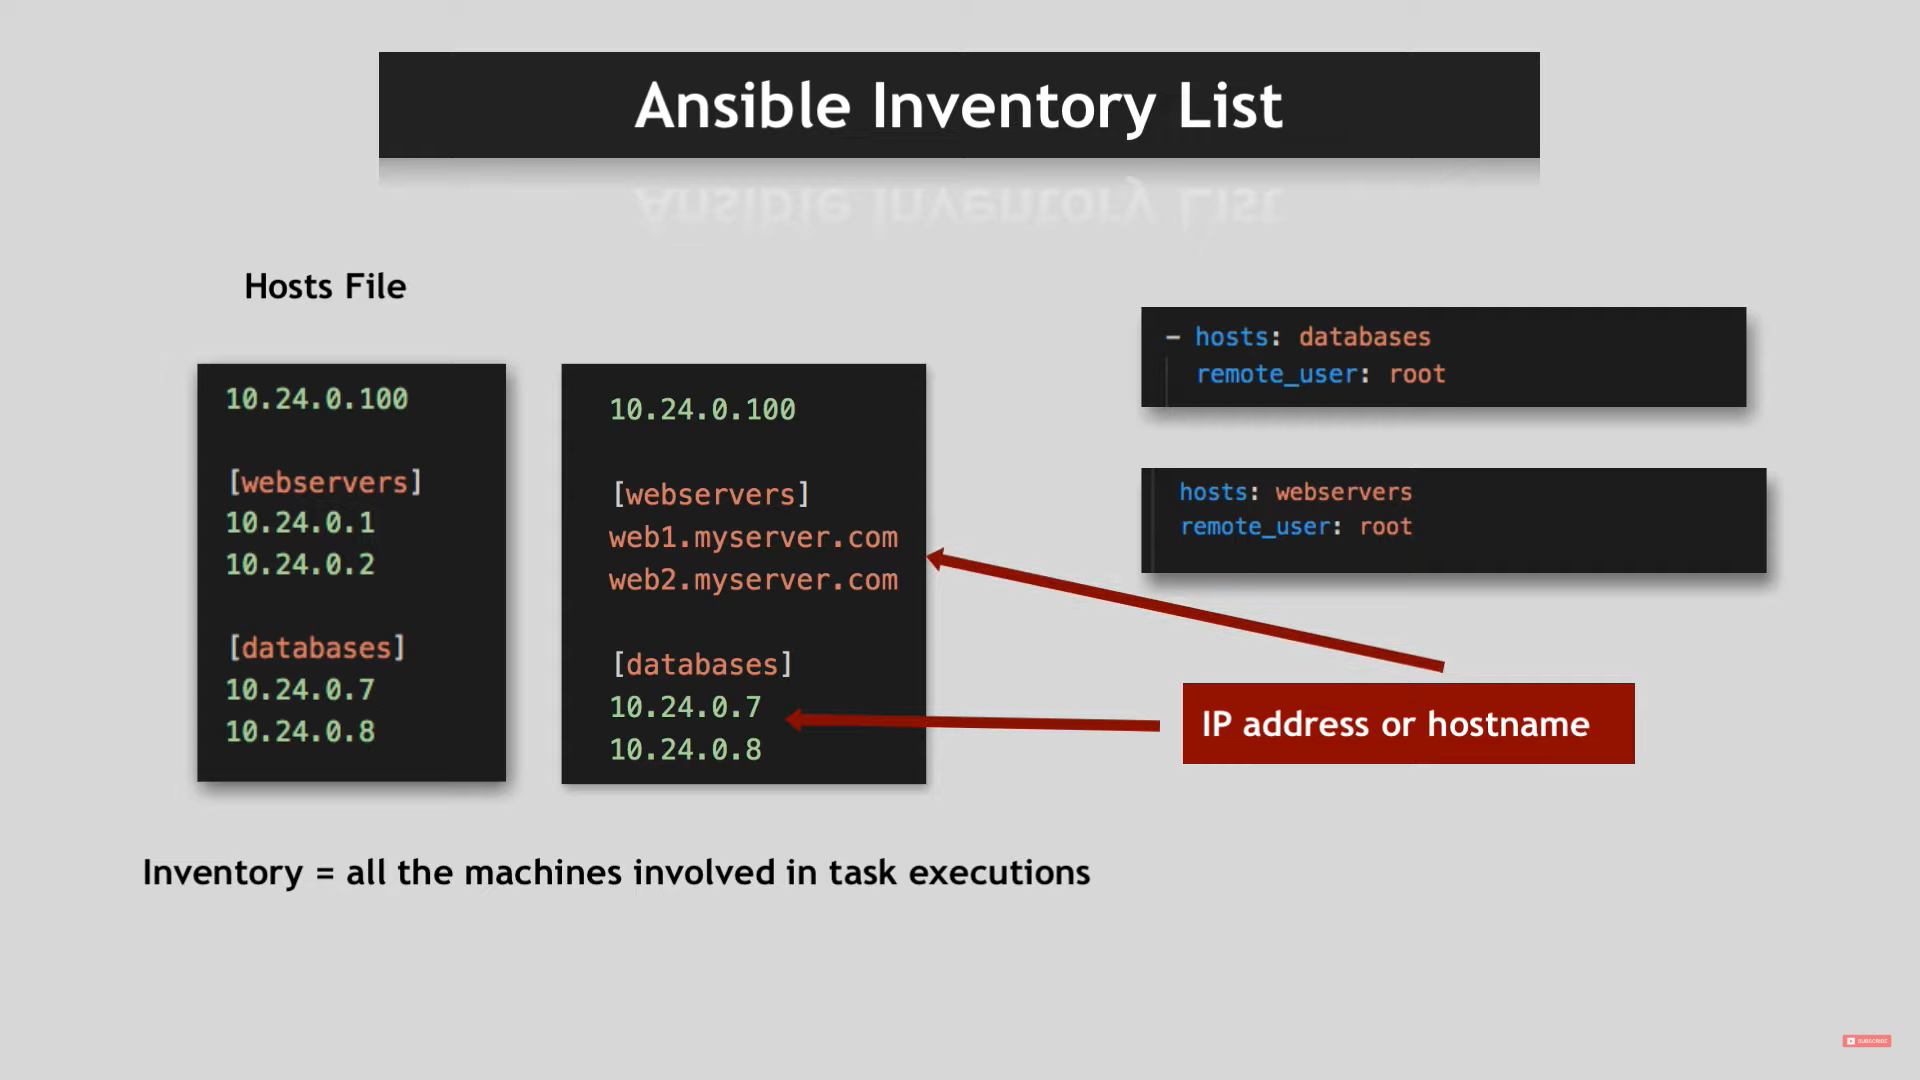 Ansible Inventory List
Hosts File
10.24.0.100
[webservers]
10.24.0.1
10.24.0.2
[databases]
10.24.0.7
10.24.0.8
10.24.0.100
[webservers]
web1.myserver.com
web2.myserver.com
[databases]
10.24.0.7
10.24.0.8
- hosts: databases
remote_user: root
hosts: webservers
remote_user: root
IP address or hostname
Inventory = all the machines involved in task executions
SUBSCRIBE